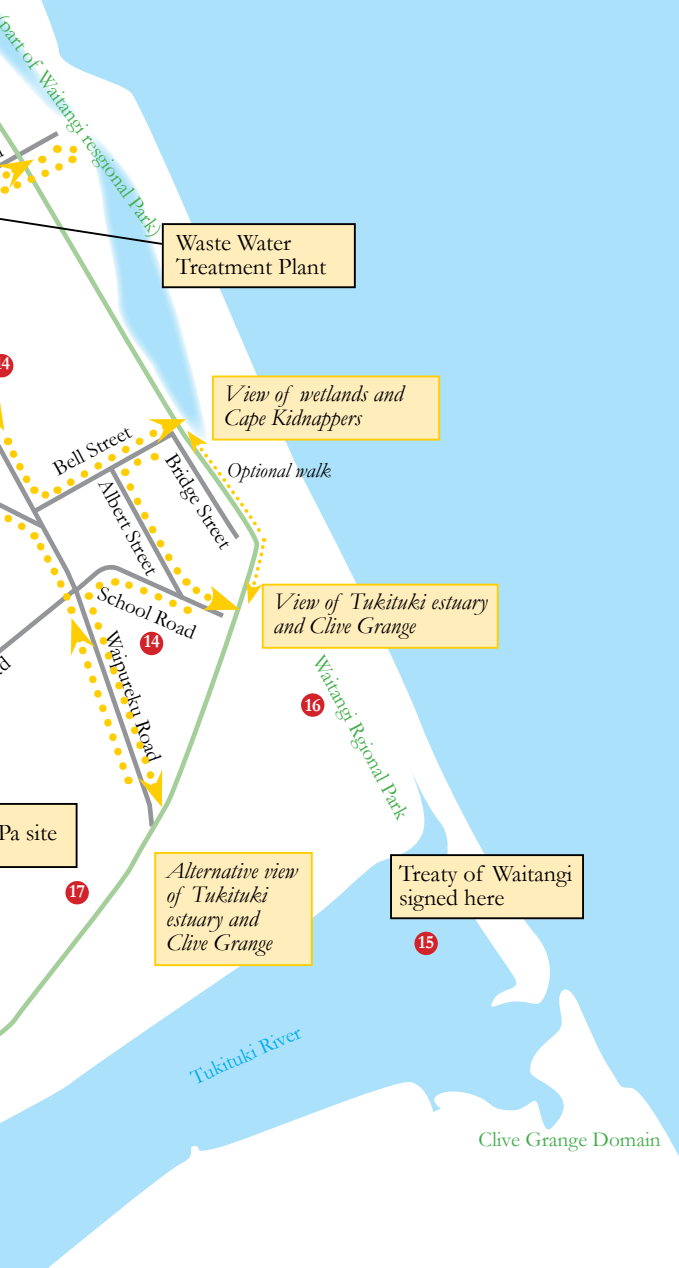 (part of Waitangi resgional Park)
Waste Water
Treatment Plant
View of wetlands and
Cape Kidnappers
Bell Street
Optional walk
Bridge Street
Albert Street
School Road
14
View of Tukituki estuary
and Clive Grange
Waipureku Road
16
Waitangi Rgional Park
Pa site
17
Alternative view
of Tukituki
estuary and
Clive Grange
Treaty of Waitangi
signed here
15
Tukituki River
Clive Grange Domain